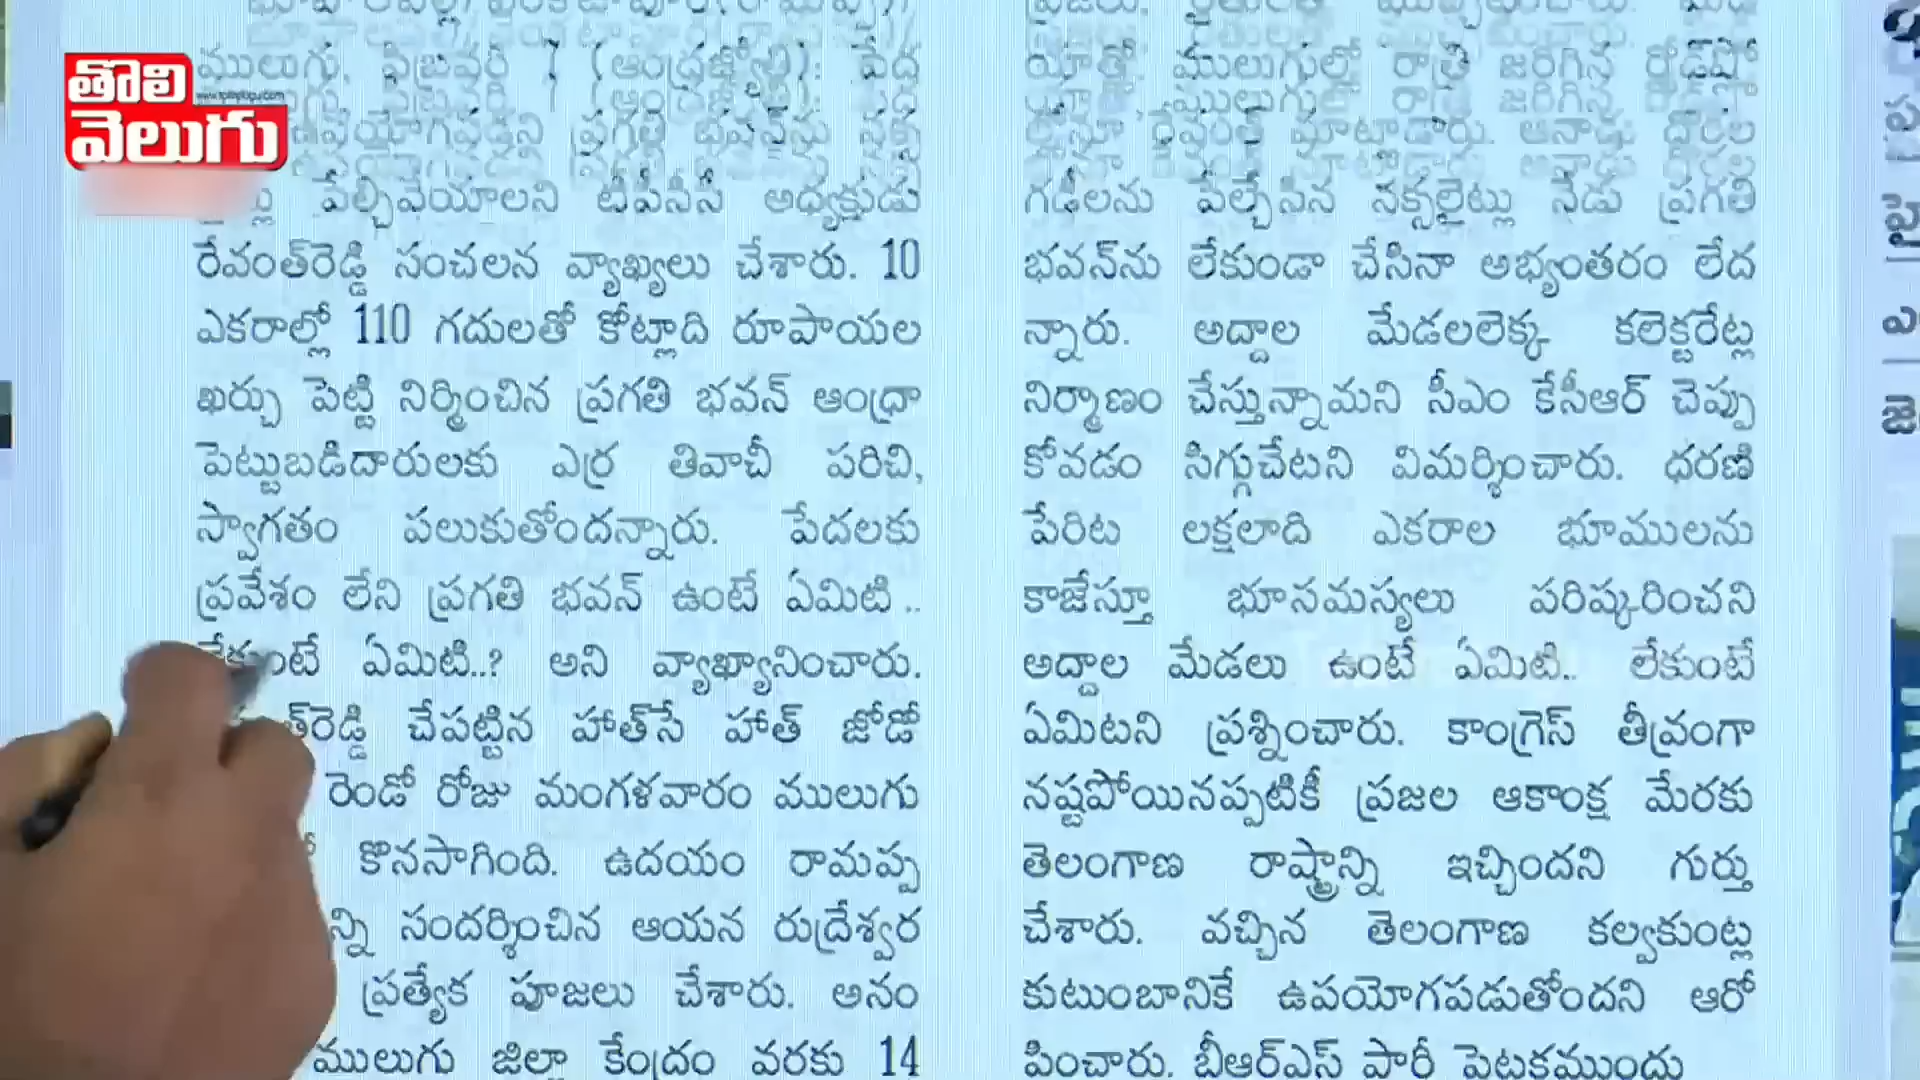 తొలి
వెలుగు
ములుగు, ఫిబ్రవరి 7 (ఆంధ్రజ్యోతి): పేద
ప్రగతి భవన్‌ను
పేల్చివేయాలని టీపీసీసీ అధ్యక్షుడు
రేవంత్‌రెడ్డి సంచలన వ్యాఖ్యలు చేశారు. 10
ఎకరాల్లో 110 గదులతో కోట్లాది రూపాయల
ఖర్చు పెట్టి నిర్మించిన ప్రగతి భవన్ ఆంధ్రా
పెట్టుబడిదారులకు ఎర్ర తివాచీ పరిచి,
స్వాగతం పలుకుతోందన్నారు. పేదలకు
ప్రవేశం లేని ప్రగతి భవన్ ఉంటే ఏమిటి ..
ఏమిటి..? అని వ్యాఖ్యానించారు.
చేపట్టిన హాత్‌సే హాత్ జోడో
రెండో రోజు మంగళవారం ములుగు
కొనసాగింది. ఉదయం రామప్ప
సందర్శించిన ఆయన రుద్రేశ్వర
ప్రత్యేక పూజలు చేశారు. అనం
ములుగు జిల్లా కేంద్రం వరకు 14
యాత్రలో ములుగులో రాత్రి జరిగిన రోడ్‌షో
రేవంత్ మాట్లాడారు. ఆనాడు దొరల
గడీలను పేల్చేసిన నక్సలైట్లు నేడు ప్రగతి
భవన్‌ను లేకుండా చేసినా అభ్యంతరం లేద
న్నారు. అద్దాల మేడలలెక్క కలెక్టరేట్ల
నిర్మాణం చేస్తున్నామని సీఎం కేసీఆర్ చెప్పు
కోవడం సిగ్గుచేటని విమర్శించారు. ధరణి
పేరిట లక్షలాది ఎకరాల భూములను
కాజేస్తూ భూసమస్యలు పరిష్కరించని
అద్దాల మేడలు ఉంటే ఏమిటి.. లేకుంటే
ఏమిటని ప్రశ్నించారు. కాంగ్రెస్ తీవ్రంగా
నష్టపోయినప్పటికీ ప్రజల ఆకాంక్ష మేరకు
తెలంగాణ రాష్ట్రాన్ని ఇచ్చిందని గుర్తు
చేశారు. వచ్చిన తెలంగాణ కల్వకుంట్ల
కుటుంబానికే ఉపయోగపడుతోందని ఆరో
పించారు. బీఆర్ఎస్ పార్టీ పెట్టకముందు